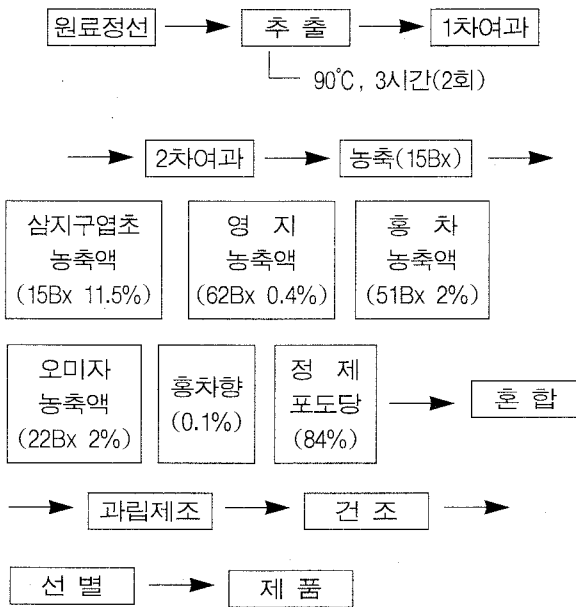 원료정선 추 출 1차여과
90℃, 3시간(2회)
2차여과 농축(15Bx)
삼지구엽초 농축액 (15Bx 11.5%)
영 지 농축액 (62Bx 0.4%)
홍 차 농축액 (51Bx 2%)
오미자 농축액 (22Bx 2%)
홍차향 (0.1%)
정 제 포도당 (84%)
혼 합
과립제조 건 조
선 별 제 품